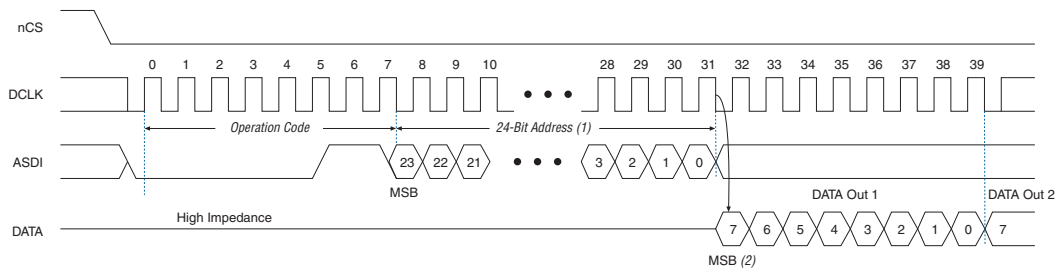 nCS
0 1 2 3 4 5 6 7 8 9 10 28 29 30 31 32 33 34 35 36 37 38 39
DCLK
Operation Code 24-Bit Address (1)
ASDI 23 22 21 3 2 1 0
MSB
DATA Out 1 DATA Out 2
High Impedance
DATA 7 6 5 4 3 2 1 0 7
MSB (2)